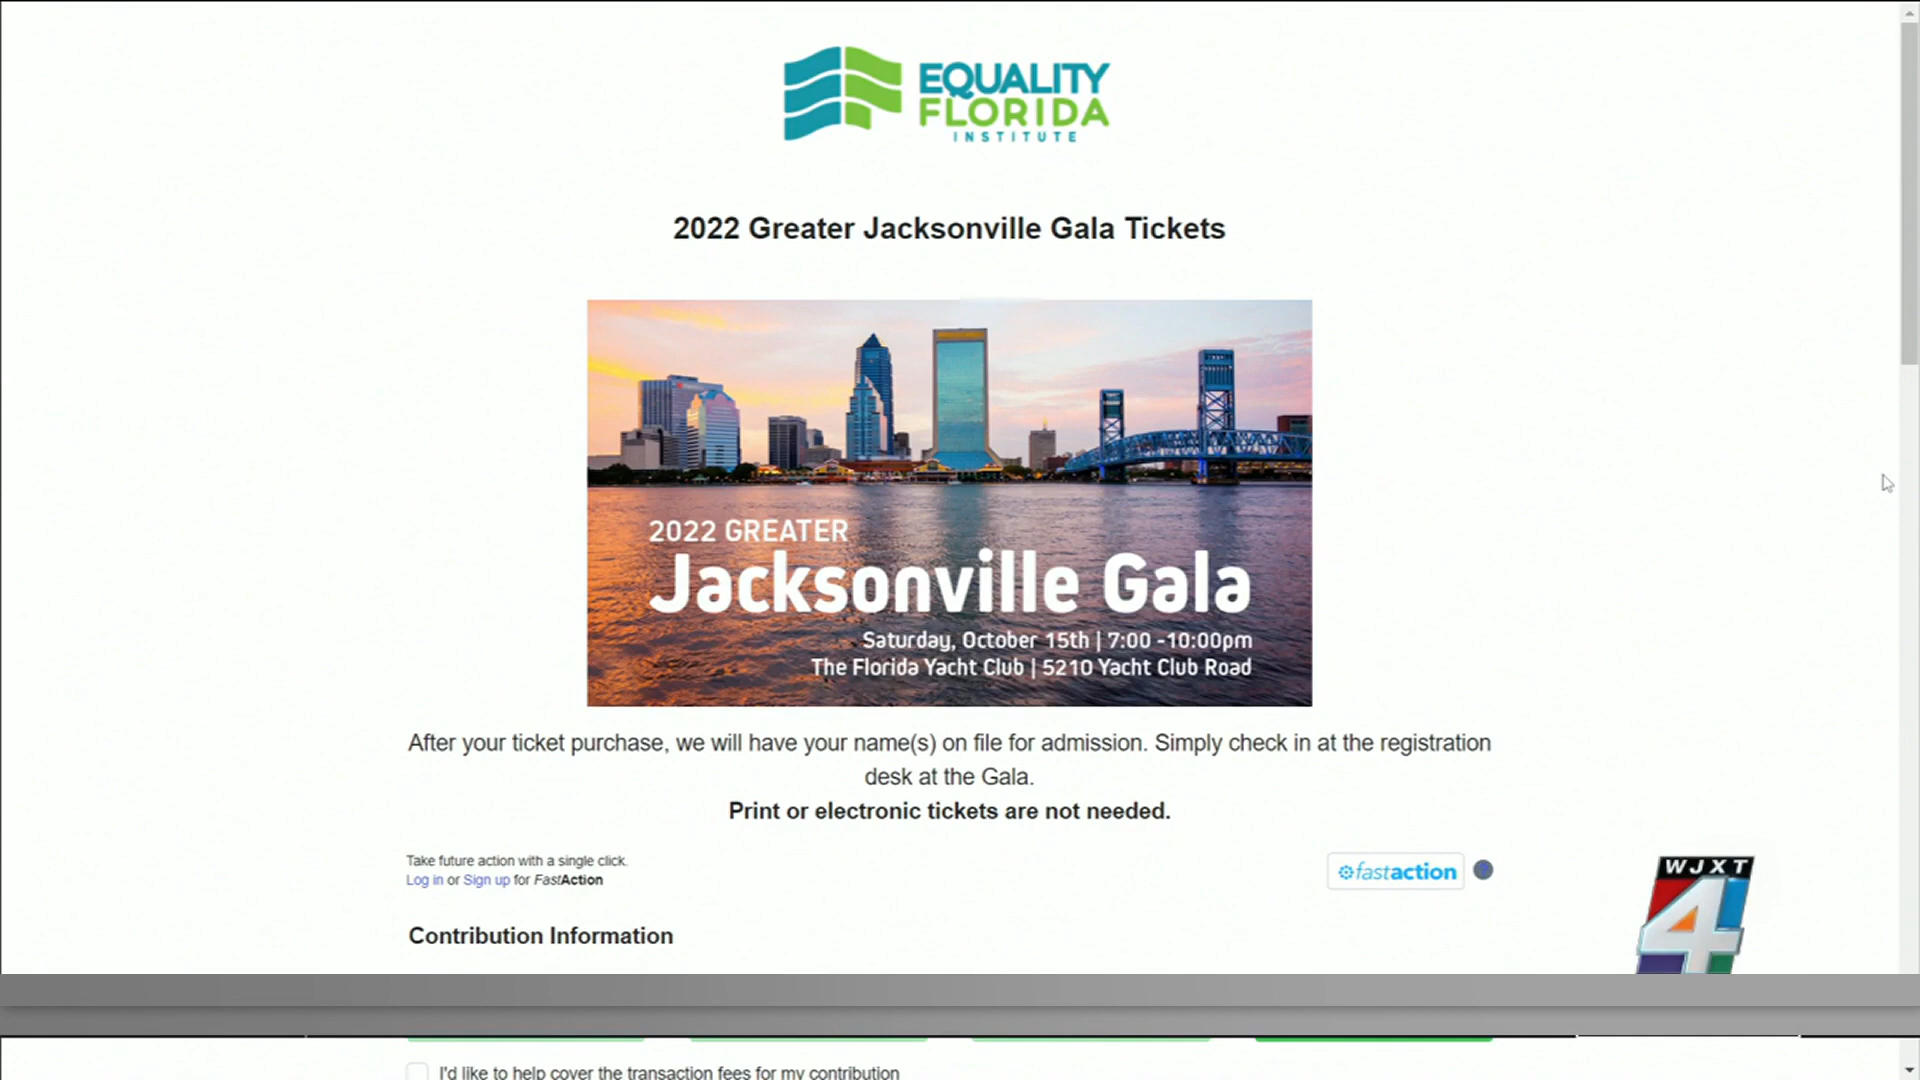 EQUALITY
FLORIDA
INSTITUTE
2022 Greater Jacksonville Gala Tickets
2022 GREATER
Jacksonville Gala
Saturday, October 15th | 7:00 -10:00pm
The Florida Yacht Club | 5210 Yacht Club Road
After your ticket purchase, we will have your name(s) on file for admission. Simply check in at the registration
desk at the Gala.
Print or electronic tickets are not needed.
Take future action with a single click.
Log in or Sign up for FastAction
fastaction
Contribution Information
WJXT
4
I'd like to help cover the transaction fees for my contribution